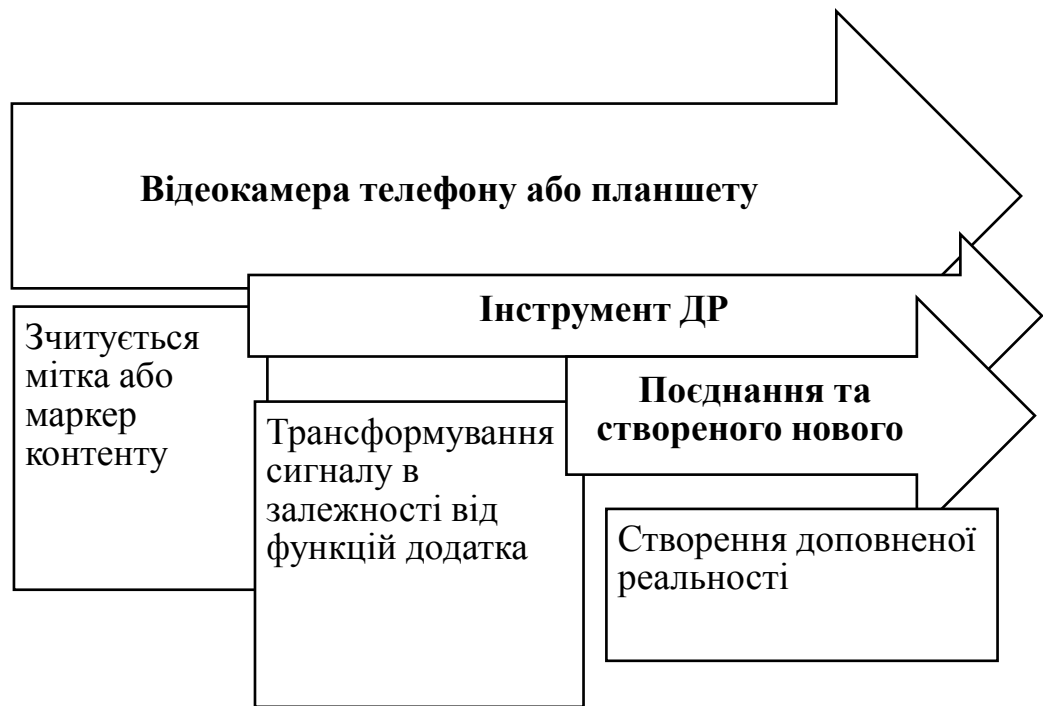 Відеокамера телефону або планшету
Інструмент ДР
Зчитується
мітка або
маркер
контенту
Поєднання та
створеного нового
Трансформування
сигналу в
залежності від
функцій додатка
Створення доповненої
реальності